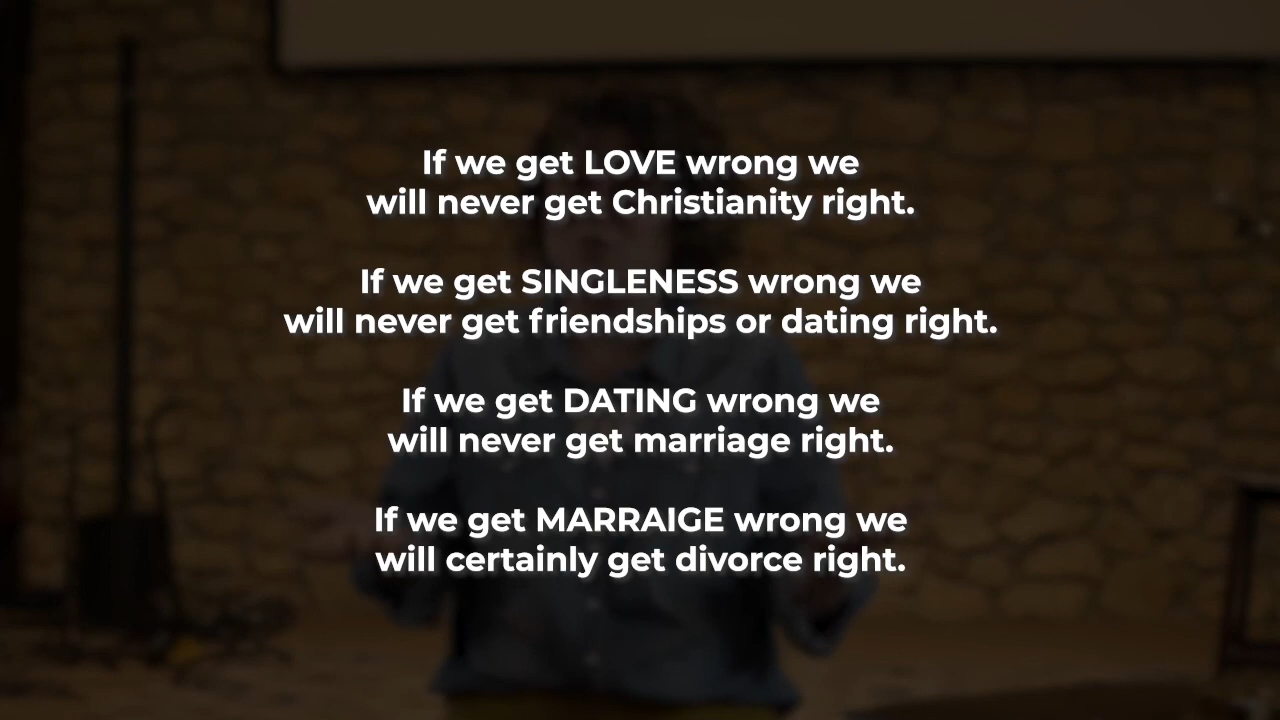 If we get LOVE wrong we
will never get Christianity right.
If we get SINGLENESS wrong we
will never get friendships or dating right.
If we get DATING wrong we
will never get marriage right.
If we get MARRAIGE wrong we
will certainly get divorce right.